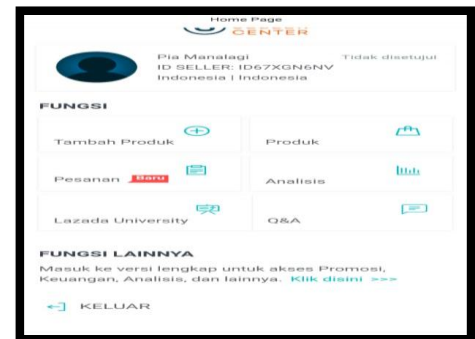 Home Page
CENTER
Pia Manalagi
Tidak disetujui
ID SELLER: ID67XGN6NV
Indonesia | Indonesia
FUNGSI
Tambah Produk
Produk
Pesanan Baru
Analisis
Lazada University
Q&A
FUNGSI LAINNYA
Masuk ke versi lengkap untuk akses Promosi,
Keuangan, Analisis, dan lainnya. Klik disini >>>
KELUAR